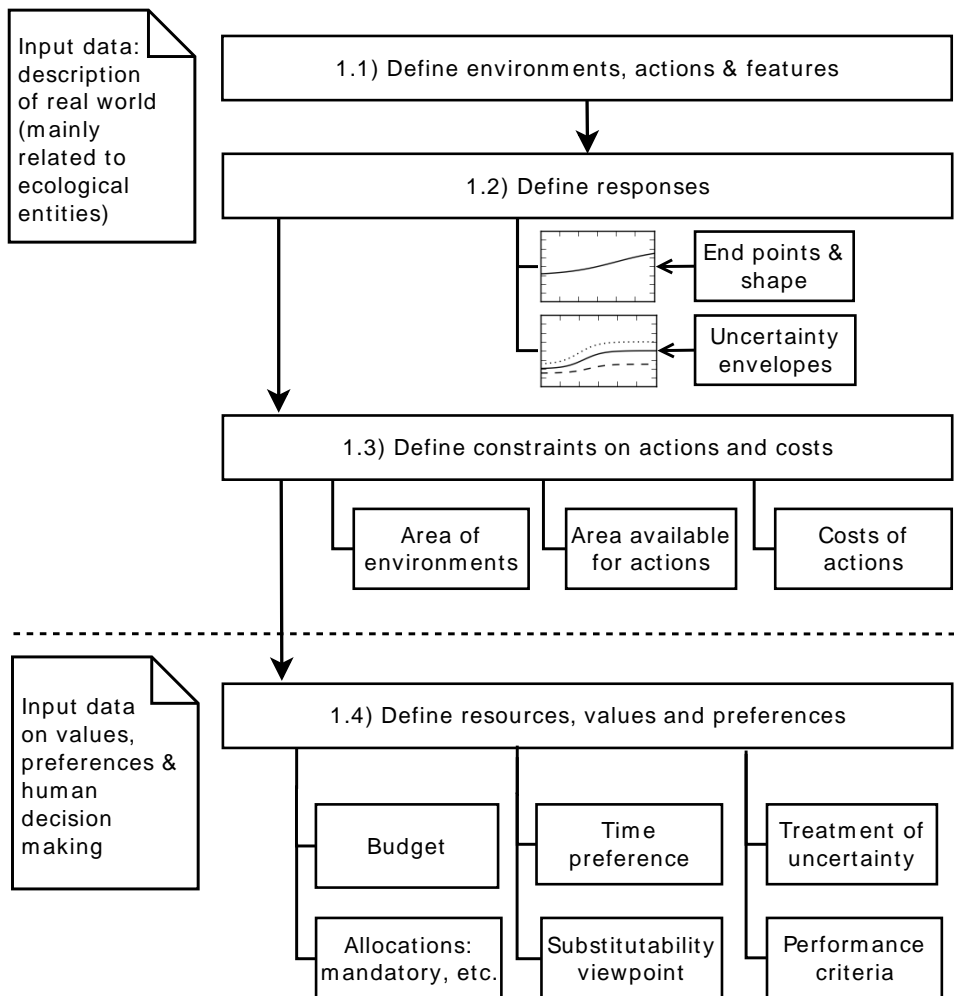 Input data:
description
of real world
(mainly
related to
ecological
entities)
1.1) Define environments, actions & features
1.2) Define responses
End points &
shape
Uncertainty
envelopes
1.3) Define constraints on actions and costs
Area of
environments
Area available
for actions
Costs of
actions
Input data
on values,
preferences &
human
decision
making
1.4) Define resources, values and preferences
Budget
Time
preference
Treatment of
uncertainty
Allocations:
mandatory, etc.
Substitutability
viewpoint
Performance
criteria